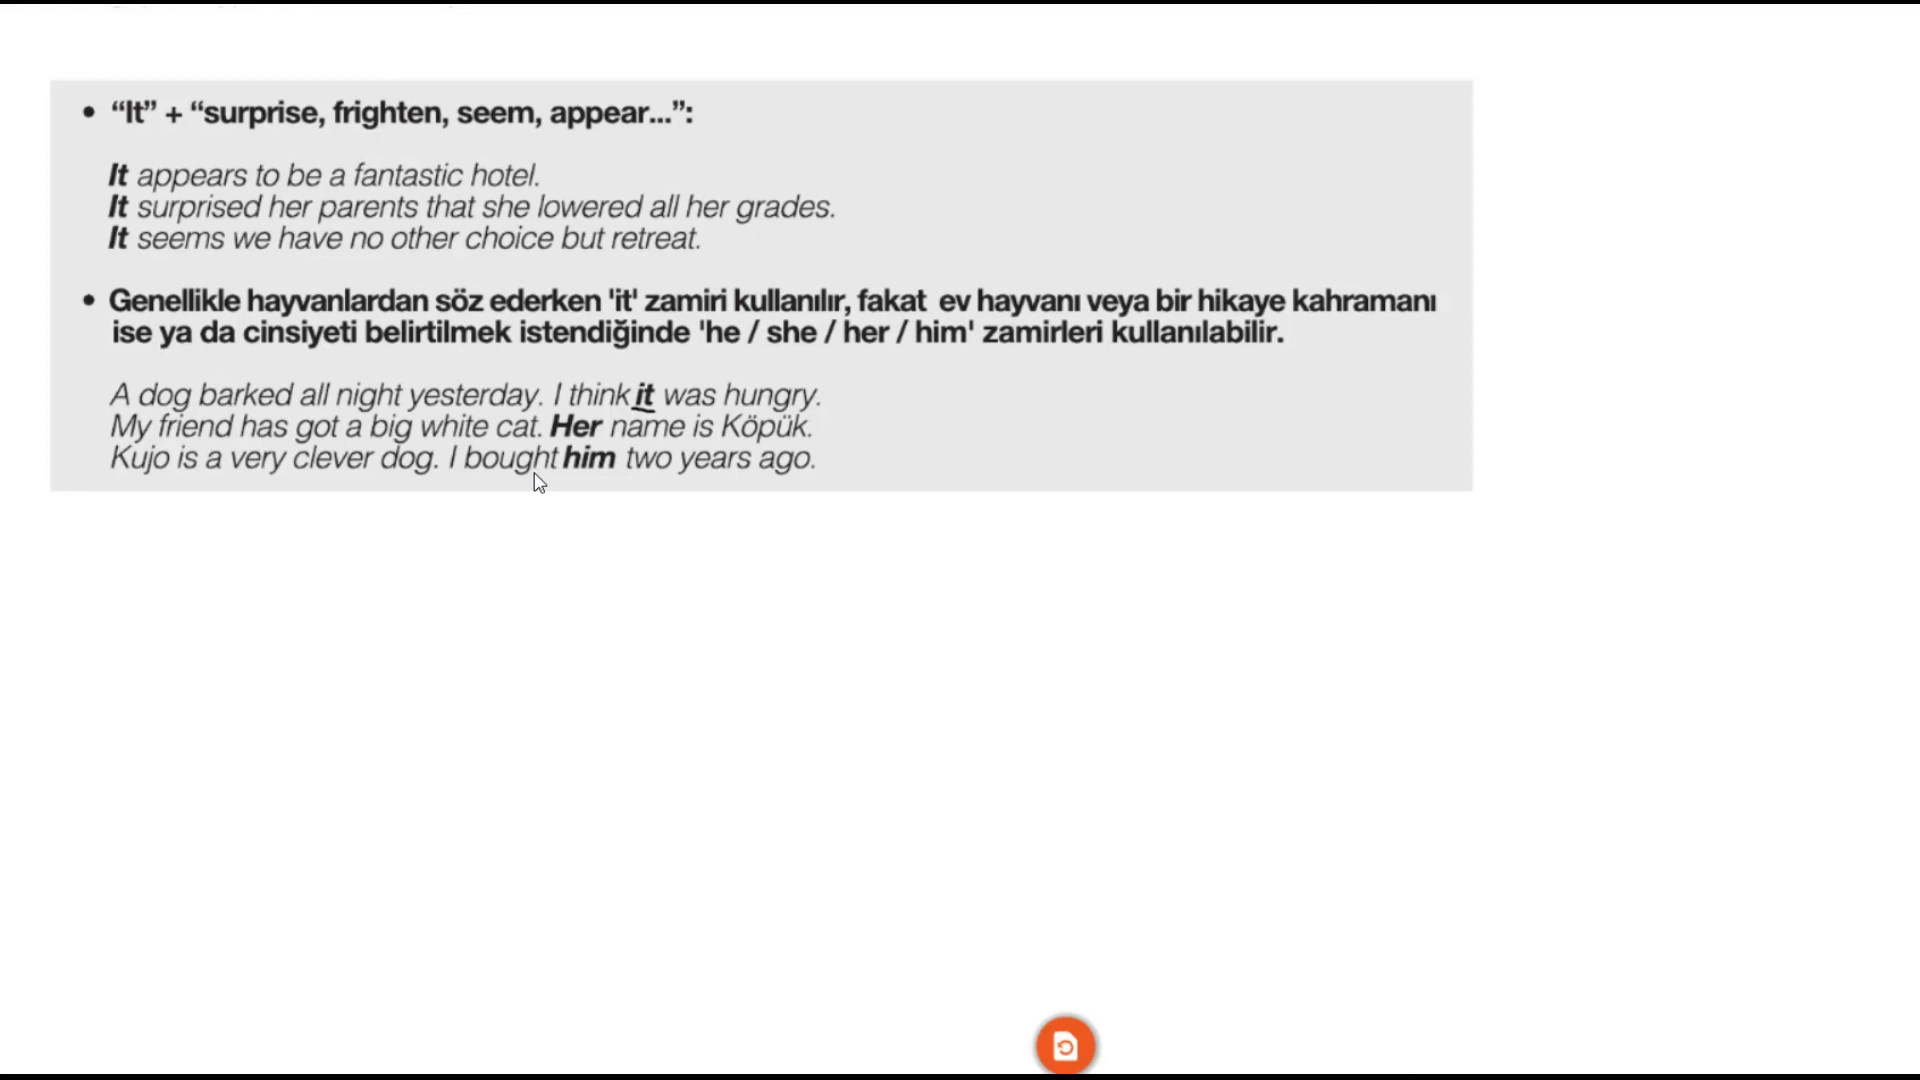 • “It” + “surprise, frighten, seem, appear...”:
It appears to be a fantastic hotel.
It surprised her parents that she lowered all her grades.
It seems we have no other choice but retreat.
• Genellikle hayvanlardan söz ederken 'it' zamiri kullanılır, fakat ev hayvanı veya bir hikaye kahramanı
ise ya da cinsiyeti belirtilmek istendiğinde 'he / she / her / him' zamirleri kullanılabilir.
A dog barked all night yesterday. I think it was hungry.
My friend has got a big white cat. Her name is Köpük.
Kujo is a very clever dog. I bought him two years ago.